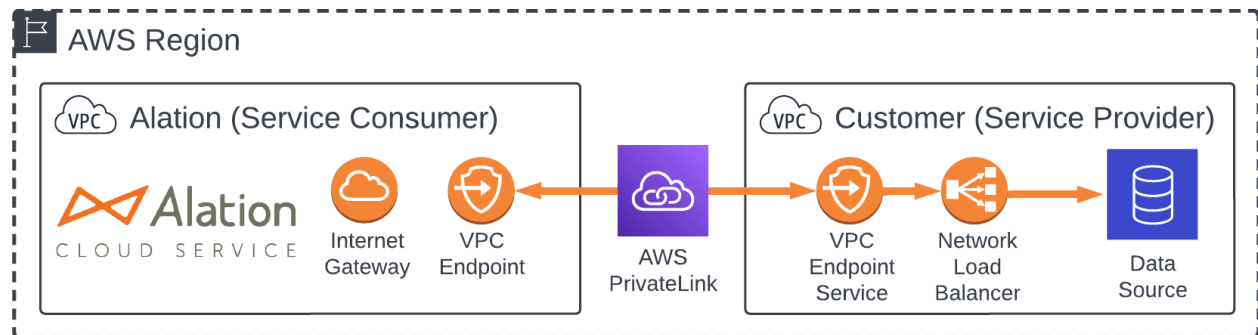 AWS Region
VPC
Alation (Service Consumer)
VPC
Customer (Service Provider)
Alation
CLOUD SERVICE
Internet
Gateway
VPC
Endpoint
AWS
PrivateLink
VPC
Endpoint
Service
Network
Load
Balancer
Data
Source